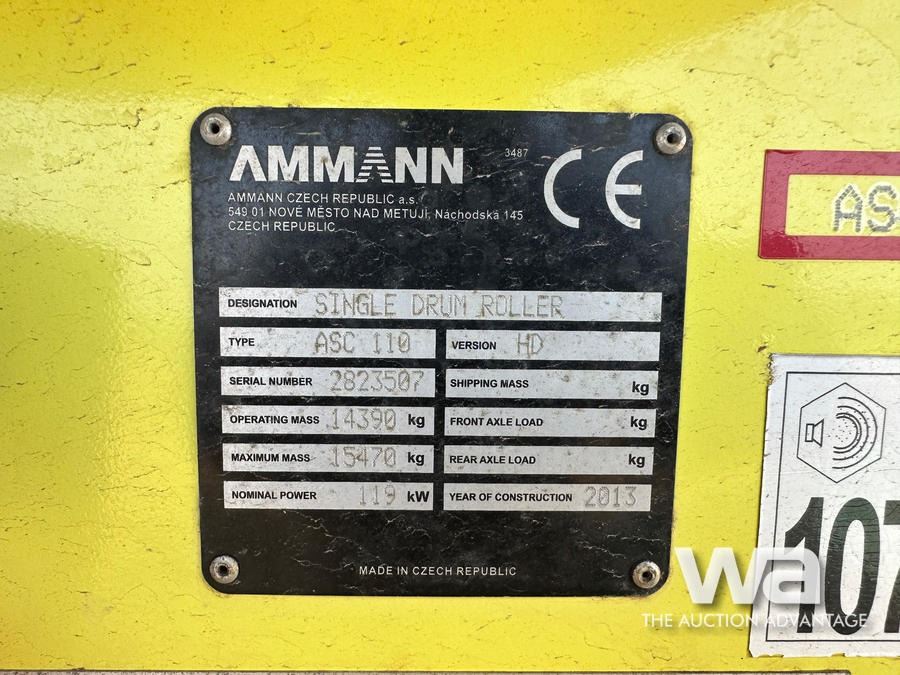 AMMANN
3487
CE
AMMANN CZECH REPUBLIC a.s.
549 01 NOVÉ MĚSTO NAD METUJÍ, Náchodská 145
CZECH REPUBLIC
DESIGNATION SINGLE DRUM ROLLER
TYPE ASC 110 VERSION HD
SERIAL NUMBER 2823507 SHIPPING MASS kg
OPERATING MASS 14390 kg FRONT AXLE LOAD kg
MAXIMUM MASS 15470 kg REAR AXLE LOAD kg
NOMINAL POWER 119 kW YEAR OF CONSTRUCTION 2013
MADE IN CZECH REPUBLIC
AS
107
wa
THE AUCTION ADVANTAGE